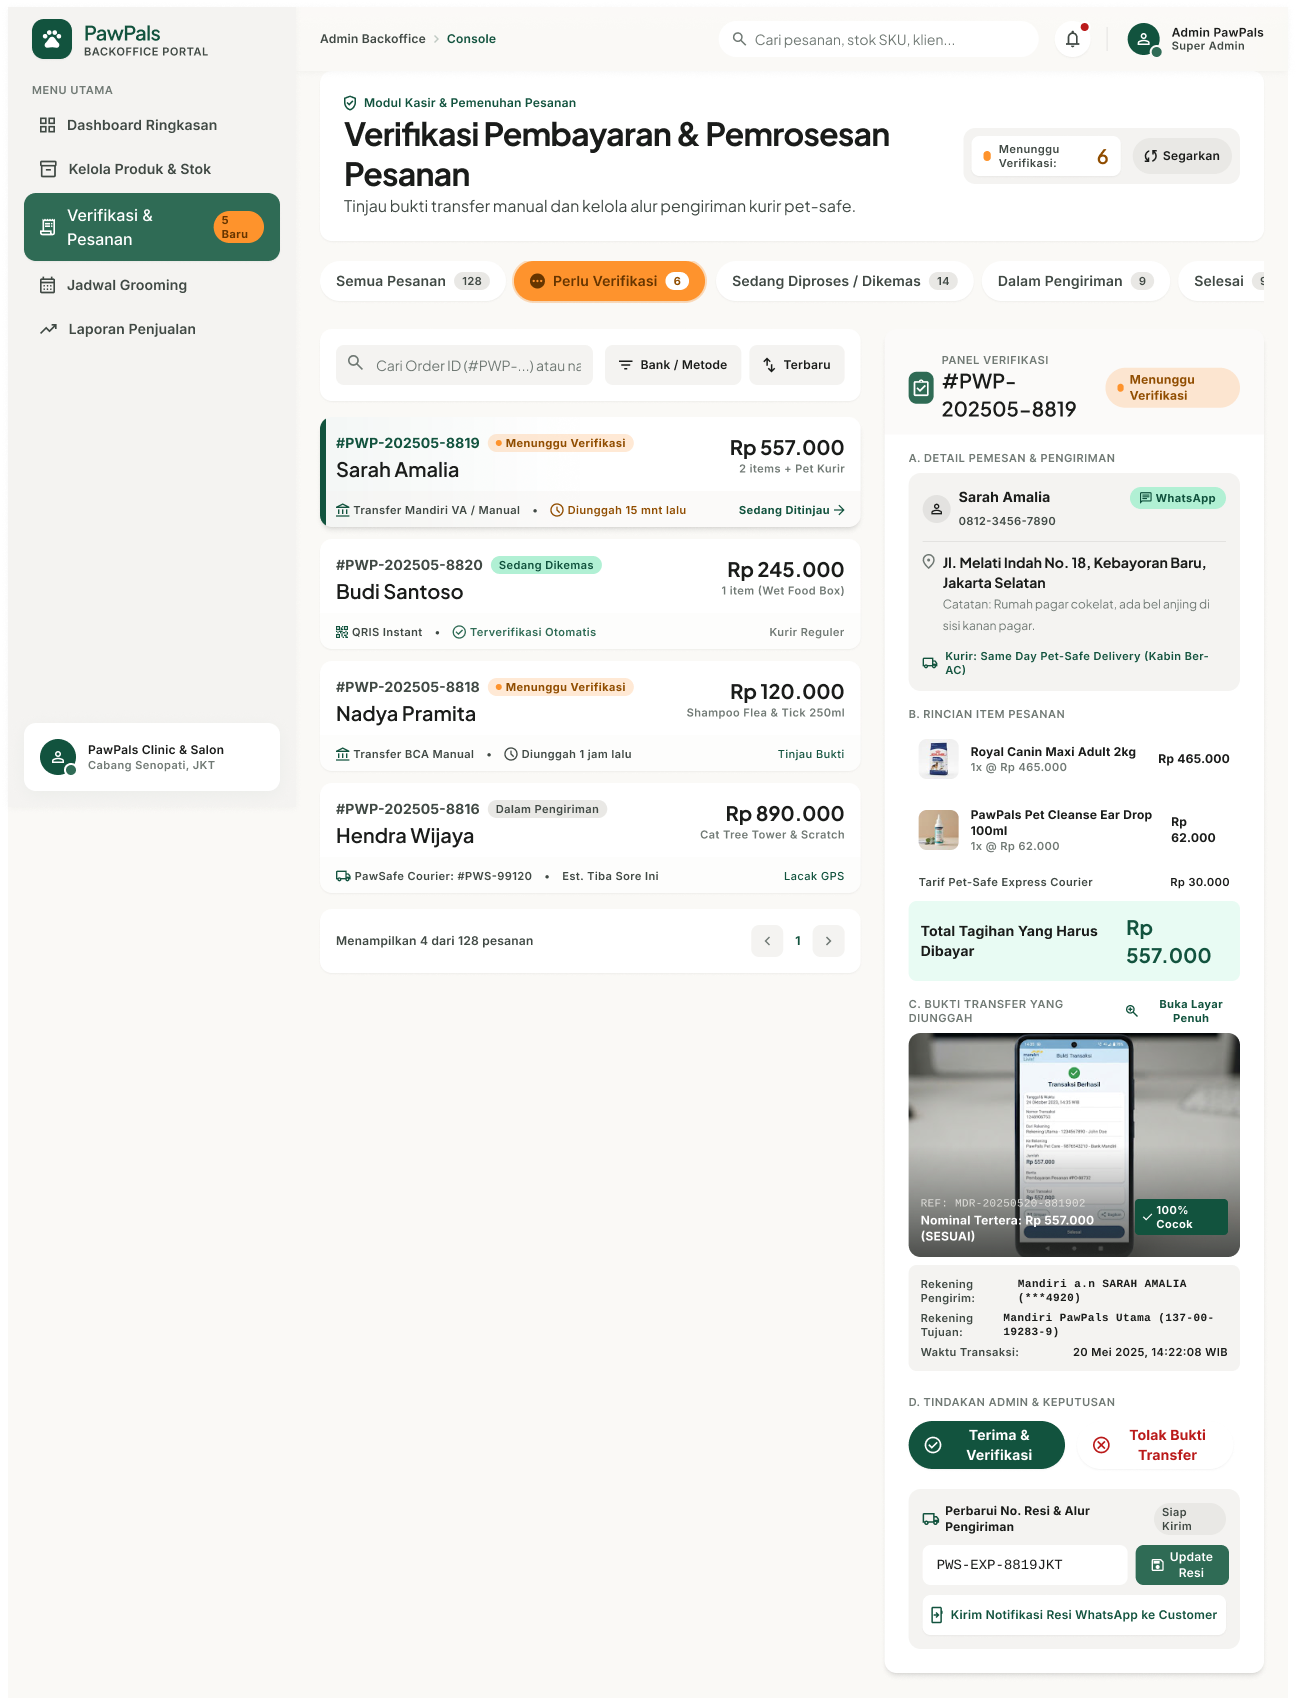 PawPals
BACKOFFICE PORTAL
MENU UTAMA
Dashboard Ringkasan
Kelola Produk & Stok
Verifikasi &
Pesanan
5
Baru
Jadwal Grooming
Laporan Penjualan
PawPals Clinic & Salon
Cabang Senopati, JKT
Admin Backoffice
Console
Cari pesanan, stok SKU, klien...
Admin PawPals
Super Admin
Modul Kasir & Pemenuhan Pesanan
Verifikasi Pembayaran & Pemrosesan
Pesanan
Tinjau bukti transfer manual dan kelola alur pengiriman kurir pet-safe.
Menunggu
Verifikasi:
6
Segarkan
Semua Pesanan 128
Perlu Verifikasi 6
Sedang Diproses / Dikemas 14
Dalam Pengiriman 9
Selesai
Cari Order ID (#PWP-...) atau na
Bank / Metode
Terbaru
#PWP-202505-8819
Menunggu Verifikasi
Sarah Amalia
Rp 557.000
2 items + Pet Kurir
Transfer Mandiri VA / Manual • Diunggah 15 mnt lalu
Sedang Ditinjau
#PWP-202505-8820
Sedang Dikemas
Budi Santoso
Rp 245.000
1 item (Wet Food Box)
QRIS Instant • Terverifikasi Otomatis
Kurir Reguler
#PWP-202505-8818
Menunggu Verifikasi
Nadya Pramita
Rp 120.000
Shampoo Flea & Tick 250ml
Transfer BCA Manual • Diunggah 1 jam lalu
Tinjau Bukti
#PWP-202505-8816
Dalam Pengiriman
Hendra Wijaya
Rp 890.000
Cat Tree Tower & Scratch
PawSafe Courier: #PWS-99120 • Est. Tiba Sore Ini
Lacak GPS
Menampilkan 4 dari 128 pesanan
1
PANEL VERIFIKASI
#PWP-
202505-8819
Menunggu
Verifikasi
A. DETAIL PEMESAN & PENGIRIMAN
Sarah Amalia
0812-3456-7890
WhatsApp
Jl. Melati Indah No. 18, Kebayoran Baru,
Jakarta Selatan
Catatan: Rumah pagar cokelat, ada bel anjing di
sisi kanan pagar.
Kurir: Same Day Pet-Safe Delivery (Kabin Ber-
AC)
B. RINCIAN ITEM PESANAN
Royal Canin Maxi Adult 2kg
1x @ Rp 465.000
Rp 465.000
PawPals Pet Cleanse Ear Drop
100ml
1x @ Rp 62.000
Rp
62.000
Tarif Pet-Safe Express Courier
Rp 30.000
Total Tagihan Yang Harus
Dibayar
Rp
557.000
C. BUKTI TRANSFER YANG
DIUNGGAH
Buka Layar
Penuh
Bukti Transaksi
Transaksi Berhasil
Rp 557.000
REF: MDR-20250520-881902
Nominal Tertera: Rp 557.000
(SESUAI)
100%
Cocok
Rekening
Pengirim:
Mandiri a.n SARAH AMALIA
(***4920)
Rekening
Tujuan:
Mandiri PawPals Utama (137-00-
19283-9)
Waktu Transaksi:
20 Mei 2025, 14:22:08 WIB
D. TINDAKAN ADMIN & KEPUTUSAN
Terima &
Verifikasi
Tolak Bukti
Transfer
Perbarui No. Resi & Alur
Pengiriman
Siap
Kirim
PWS-EXP-8819JKT
Update
Resi
Kirim Notifikasi Resi WhatsApp ke Customer